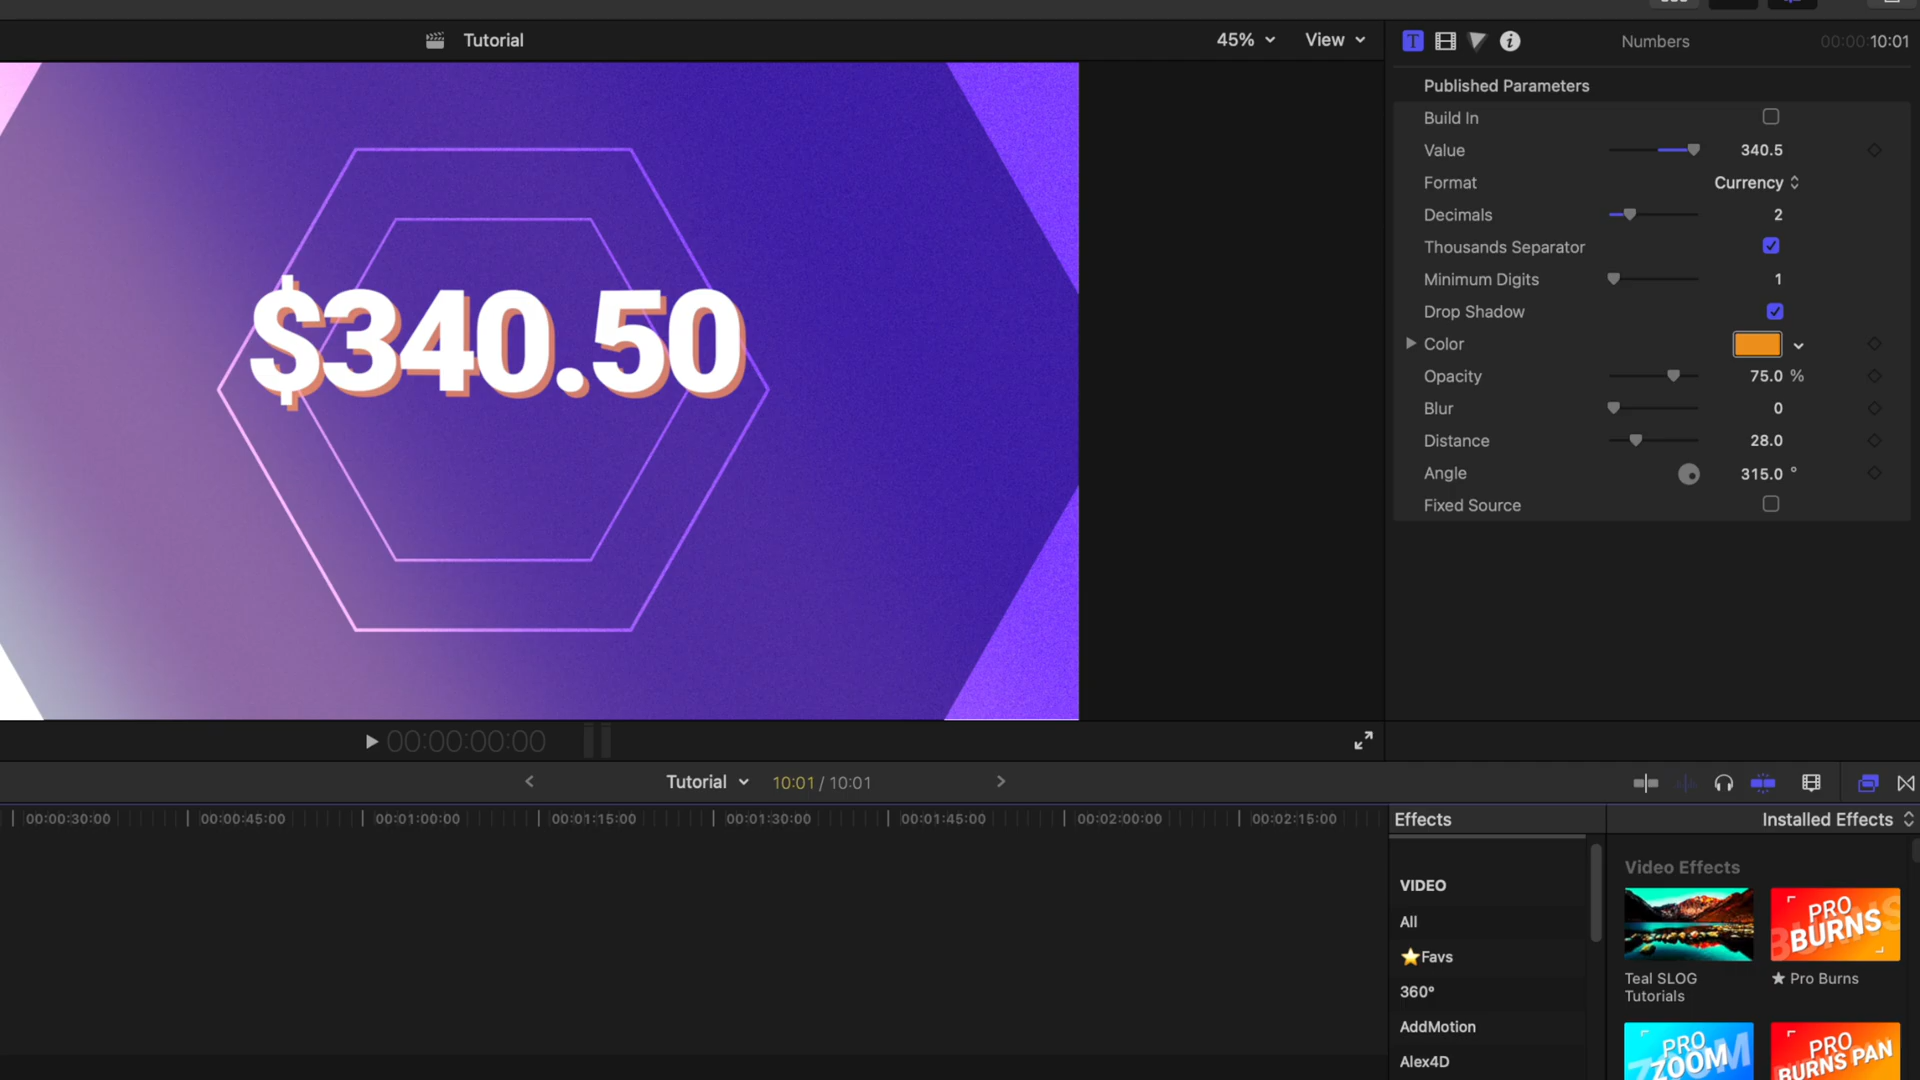 Tutorial
45%
View
T
i
Numbers
00:00:10:01
Published Parameters
Build In
Value 340.5
Format Currency
Decimals 2
Thousands Separator
Minimum Digits 1
Drop Shadow
Color
Opacity 75.0 %
Blur 0
Distance 28.0
Angle 315.0 °
Fixed Source
$340.50
00:00:00:00
Tutorial 10:01 / 10:01
00:00:30:00 00:00:45:00 00:01:00:00 00:01:15:00 00:01:30:00 00:01:45:00 00:02:00:00 00:02:15:00
Effects
Installed Effects
VIDEO
All
⭐Favs
360°
AddMotion
Alex4D
Video Effects
PRO
BURNS
Teal SLOG
Tutorials
★ Pro Burns
PRO
ZOOM
PRO
BURNS PAN